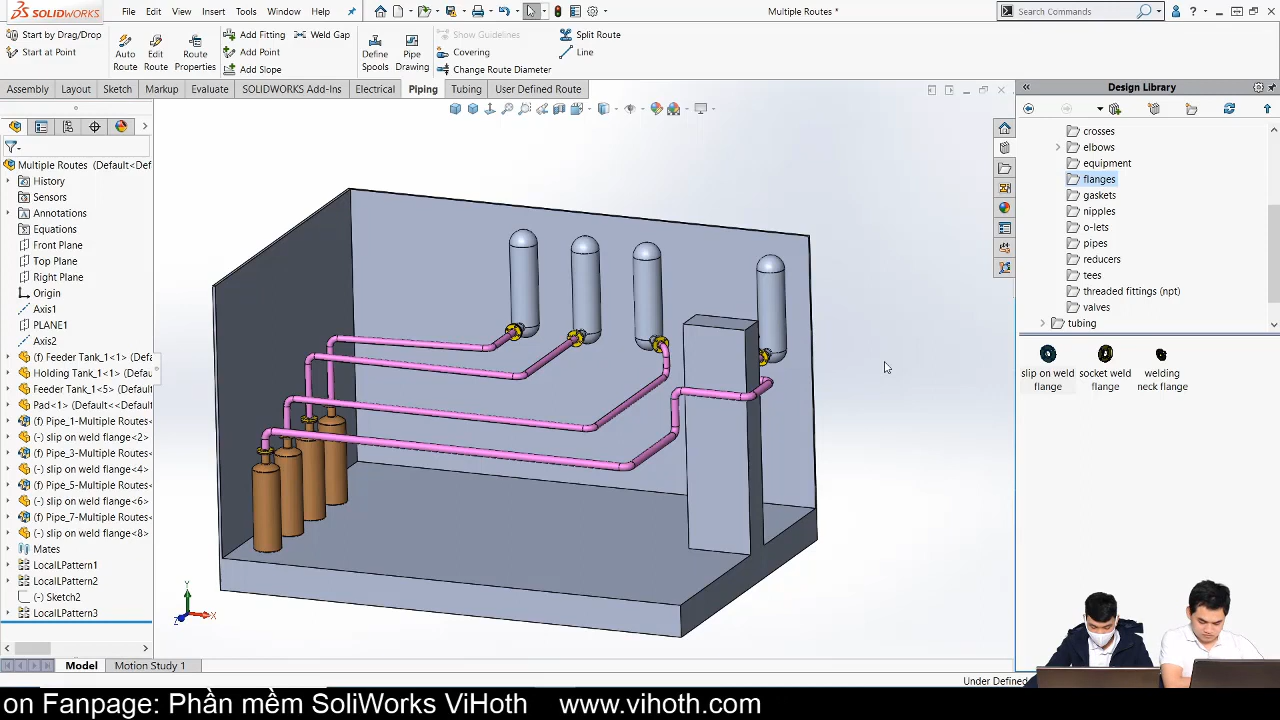 SOLIDWORKS File Edit View Insert Tools Window Help Multiple Routes * Search Commands
Start by Drag/Drop
Start at Point
Auto Route
Edit Route
Route Properties
Add Fitting
Weld Gap
Add Point
Add Slope
Define Spools
Pipe Drawing
Show Guidelines
Split Route
Covering
Line
Change Route Diameter
Assembly Layout Sketch Markup Evaluate SOLIDWORKS Add-Ins Electrical Piping Tubing User Defined Route
Multiple Routes (Default<Def
History
Sensors
Annotations
Equations
Front Plane
Top Plane
Right Plane
Origin
Axis1
PLANE1
Axis2
(f) Feeder Tank_1<1> (Defa
Holding Tank_1<1> (Defau
Feeder Tank_1<5> (Default
Pad<1> (Default<<Default
(f) Pipe_1-Multiple Routes<
(-) slip on weld flange<2>
(f) Pipe_3-Multiple Routes<
(-) slip on weld flange<4>
(f) Pipe_5-Multiple Routes<
(-) slip on weld flange<6>
(f) Pipe_7-Multiple Routes<
(-) slip on weld flange<8>
Mates
LocalLPattern1
LocalLPattern2
(-) Sketch2
LocalLPattern3
Y
X
Z
Model Motion Study 1
Design Library
crosses
elbows
equipment
flanges
gaskets
nipples
o-lets
pipes
reducers
tees
threaded fittings (npt)
valves
tubing
slip on weld flange
socket weld flange
welding neck flange
Under Defined
on Fanpage: Phần mềm SoliWorks ViHoth www.vihoth.com